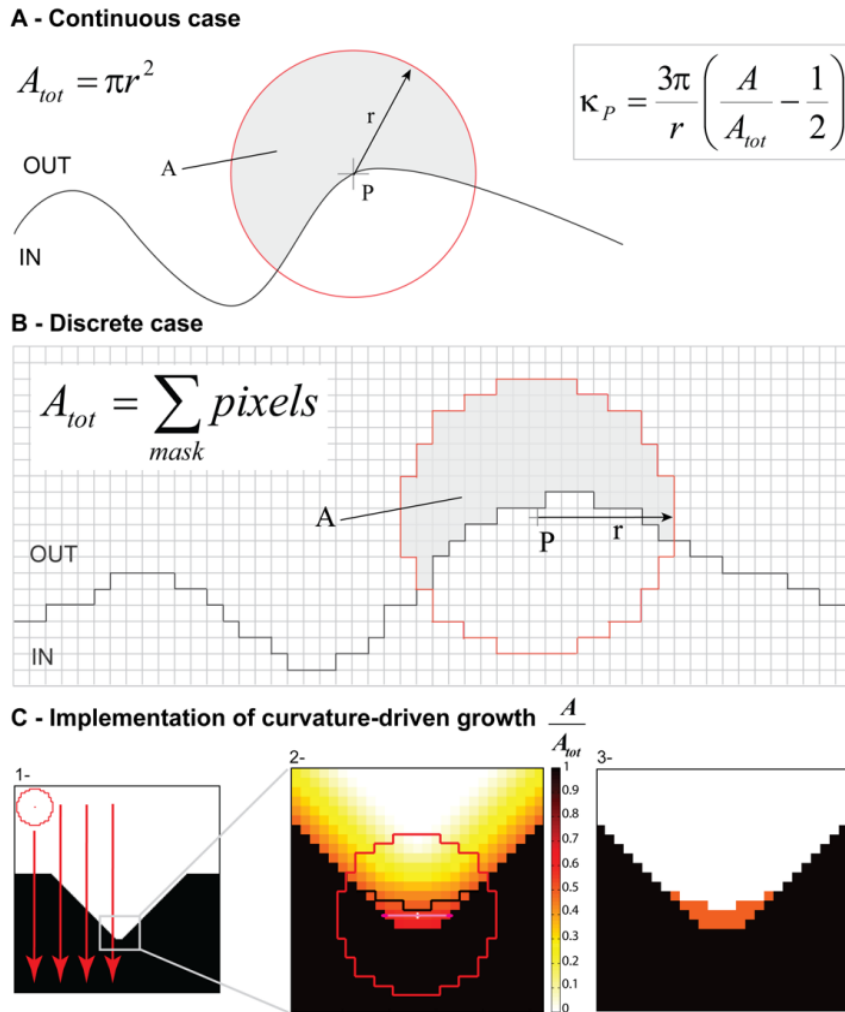 A - Continuous case
A_tot = πr²
κ_P = 3π/r (A/A_tot − 1/2)
r
A
OUT
P
IN
B - Discrete case
A_tot = ∑ pixels
mask
A
P
r
OUT
IN
C - Implementation of curvature-driven growth A/A_tot
1-
2-
3-
1
0.9
0.8
0.7
0.6
0.5
0.4
0.3
0.2
0.1
0